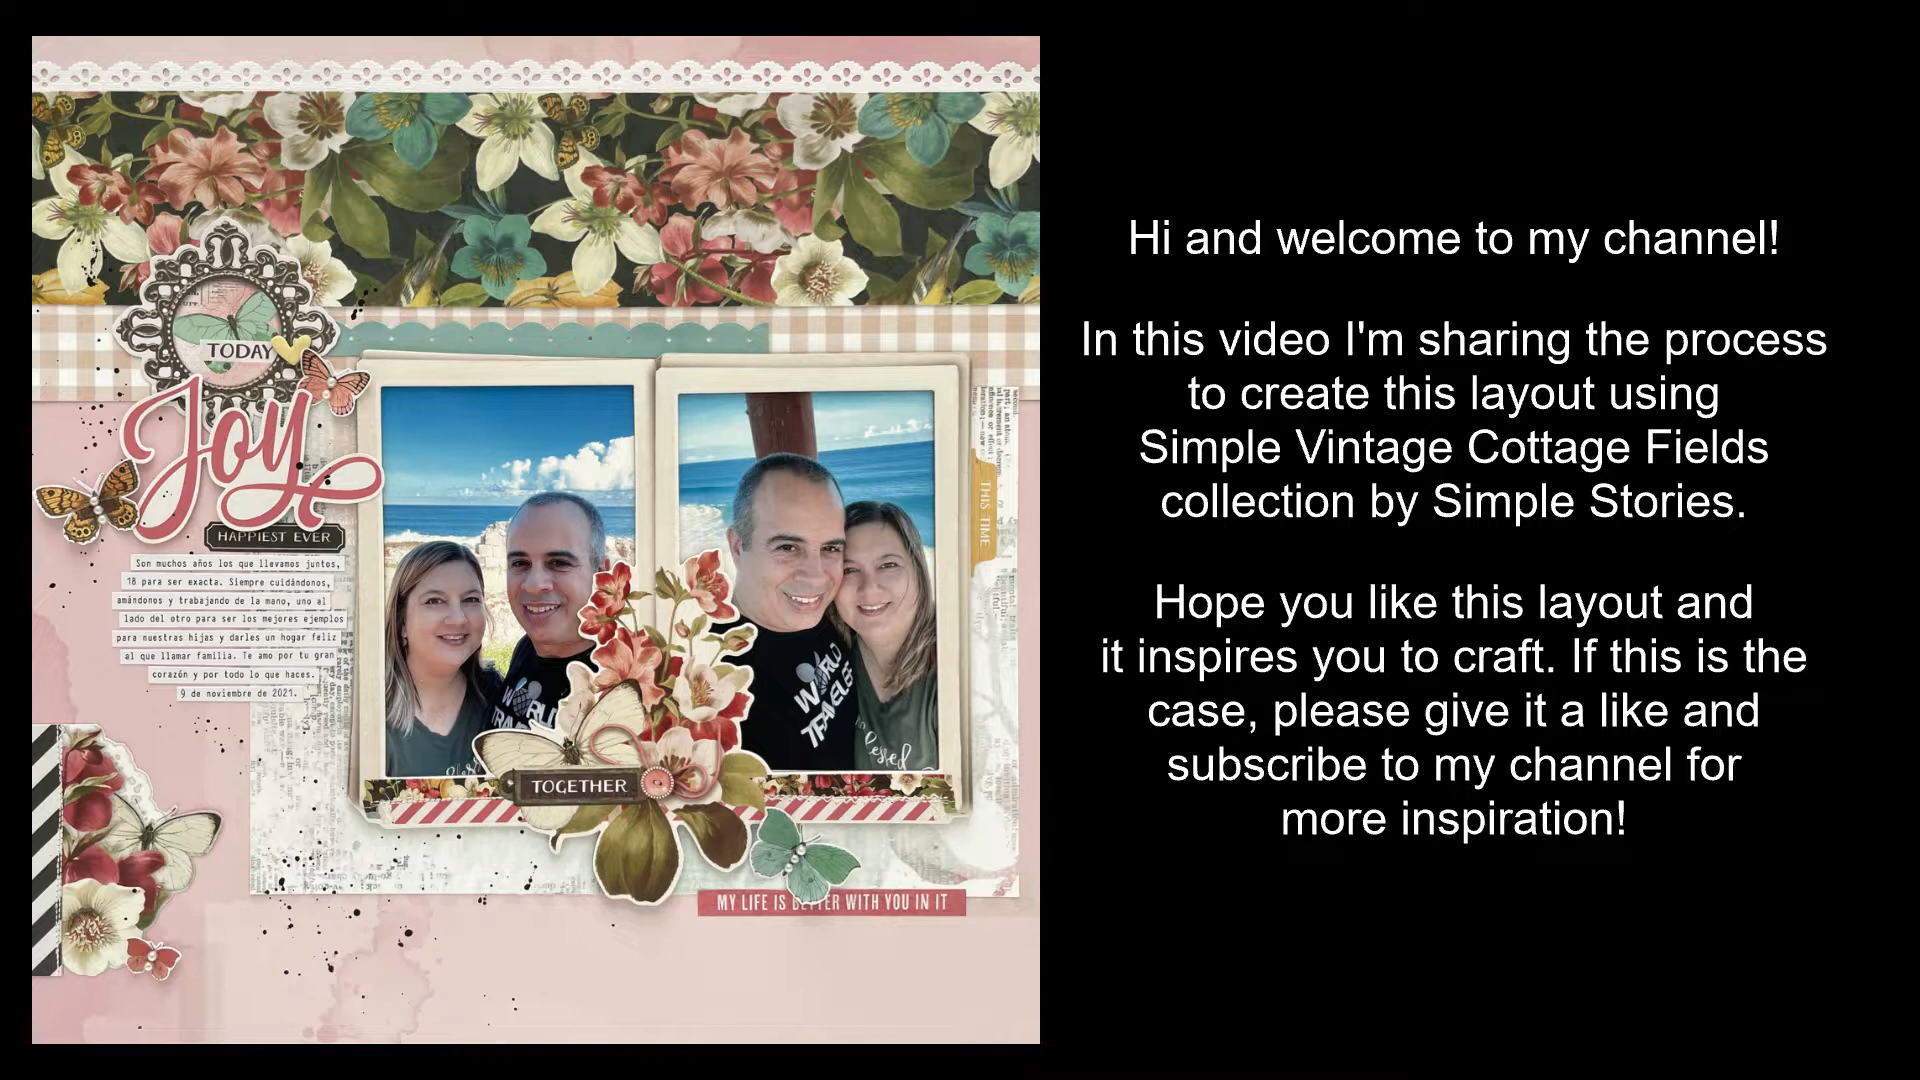 TODAY
Joy
HAPPIEST EVER
Son muchos años los que llevamos juntos,
18 para ser exacta. Siempre cuidándonos,
amándonos y trabajando de la mano, uno al
lado del otro para ser los mejores ejemplos
para nuestras hijas y darles un hogar feliz
al que llamar familia. Te amo por tu gran
corazón y por todo lo que haces.
9 de noviembre de 2021.
THIS TIME
WORLD
TRAVELER
WORLD
TRAVELER
blessed
TOGETHER
MY LIFE IS BETTER WITH YOU IN IT
Hi and welcome to my channel!
In this video I'm sharing the process
to create this layout using
Simple Vintage Cottage Fields
collection by Simple Stories.
Hope you like this layout and
it inspires you to craft. If this is the
case, please give it a like and
subscribe to my channel for
more inspiration!